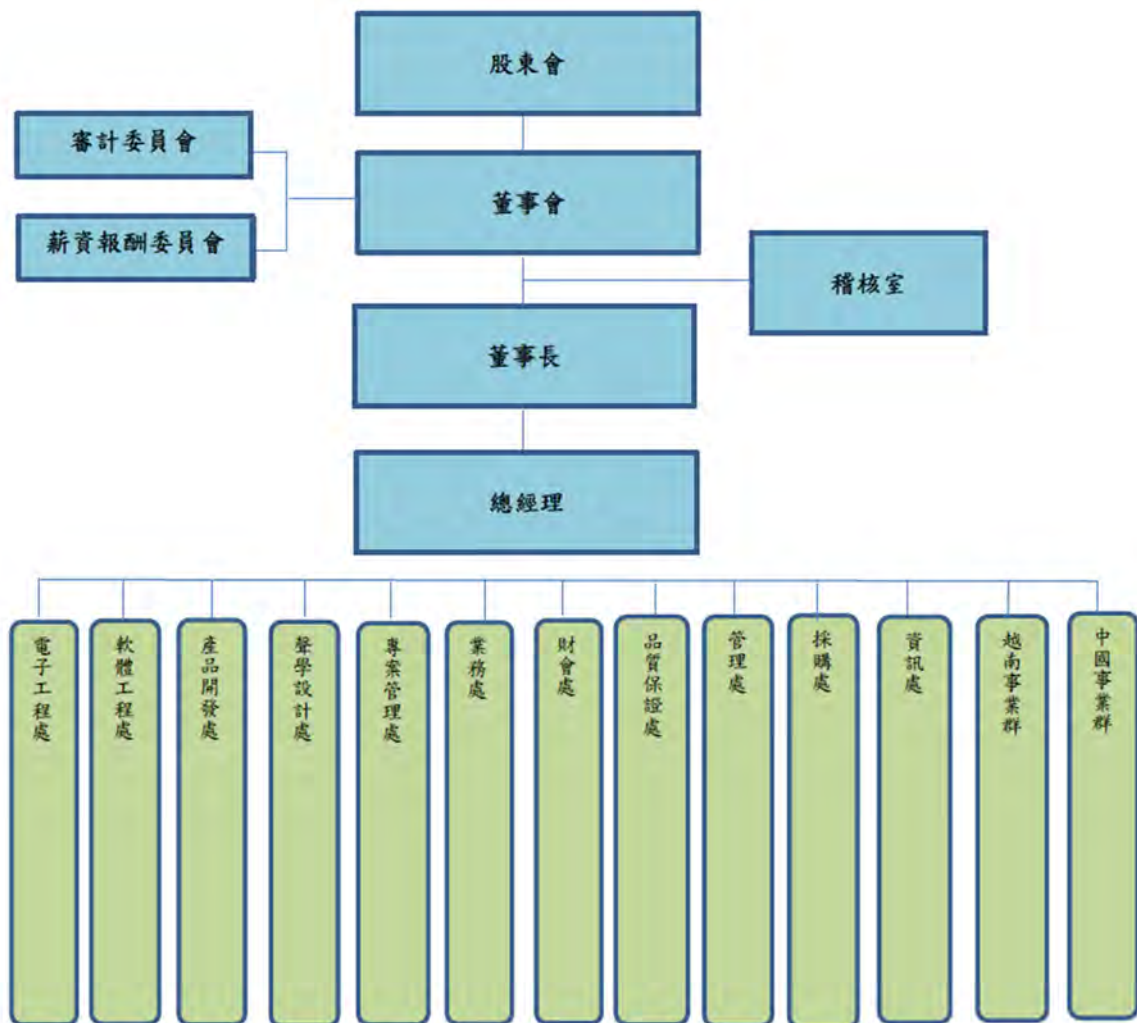 股東會
審計委員會
董事會
薪資報酬委員會
稽核室
董事長
總經理
電子工程處
軟體工程處
產品開發處
聲學設計處
專案管理處
業務處
財會處
品質保證處
管理處
採購處
資訊處
越南事業群
中國事業群